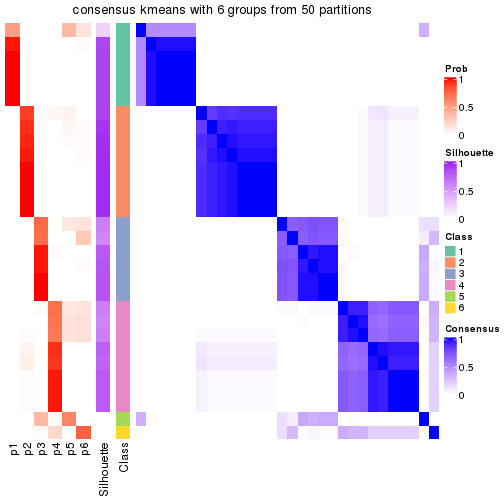 consensus kmeans with 6 groups from 50 partitions
Prob
1
0.5
0
Silhouette
1
0.5
0
Class
1
2
3
4
5
6
Consensus
1
0.5
0
p1
p2
p3
p4
p5
p6
Silhouette
Class